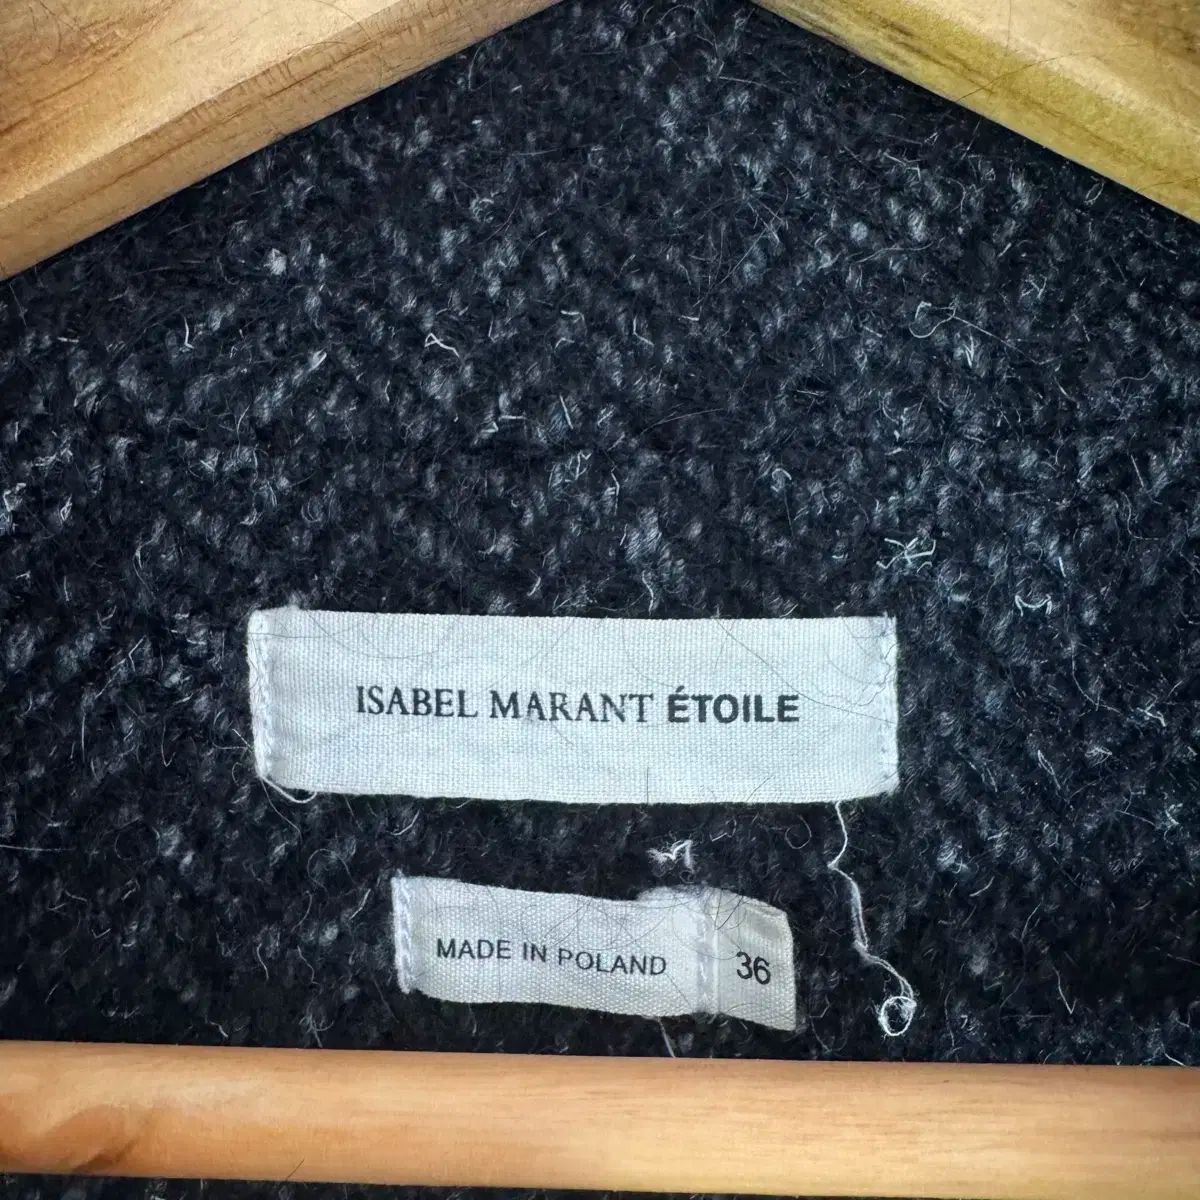 ISABEL MARANT ÉTOILE
MADE IN POLAND
36